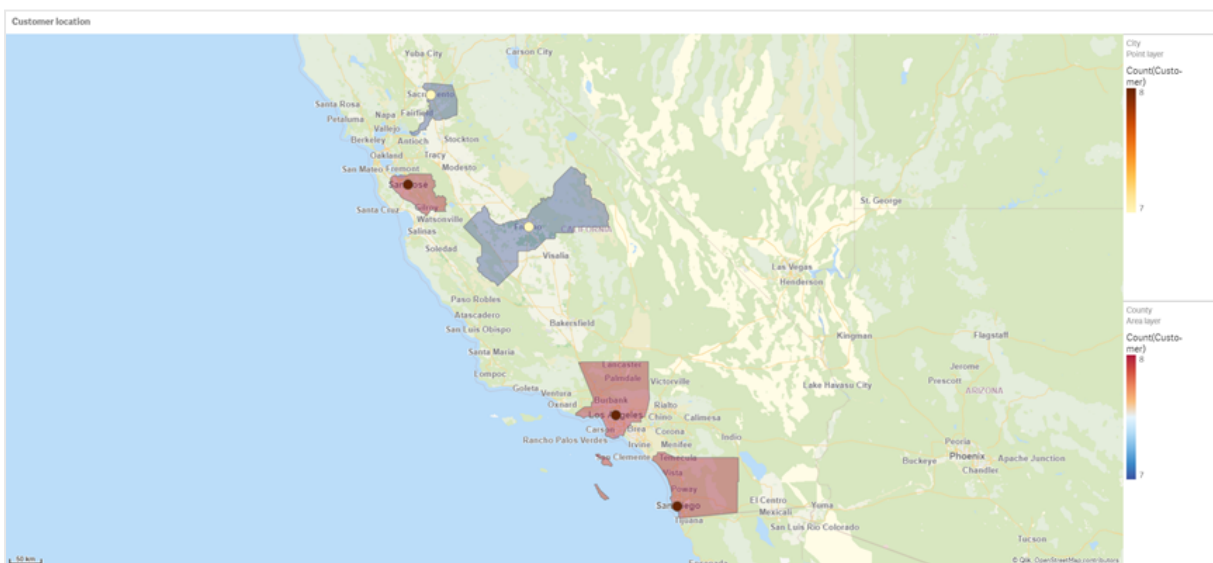 Customer location
City
Point layer
Count(Custo-
mer)
8
7
County
Area layer
Count(Custo-
mer)
8
7
Yuba City
Carson City
Sacramento
Santa Rosa
Napa
Fairfield
Petaluma
Vallejo
Berkeley
Antioch
Stockton
Oakland
Tracy
San Mateo
Fremont
Modesto
San Jose
Gilroy
Santa Cruz
Watsonville
Salinas
Fresno
CALIFORNIA
Soledad
Visalia
St. George
Las Vegas
Henderson
Paso Robles
Atascadero
San Luis Obispo
Bakersfield
Kingman
Flagstaff
Santa Maria
Lompoc
Lancaster
Palmdale
Victorville
Lake Havasu City
Jerome
Prescott
ARIZONA
Goleta
Ventura
Oxnard
Burbank
Rialto
Los Angeles
Chino
Calimesa
Carson
Brea
Corona
Rancho Palos Verdes
Irvine
Menifee
Indio
San Clemente
Temecula
Peoria
Buckeye
Phoenix
Apache Junction
Chandler
Vista
Poway
San Diego
El Centro
Yuma
Tijuana
Mexicali
San Luis Rio Colorado
Tucson
Ensenada
50 km
© Qlik, OpenStreetMap contributors